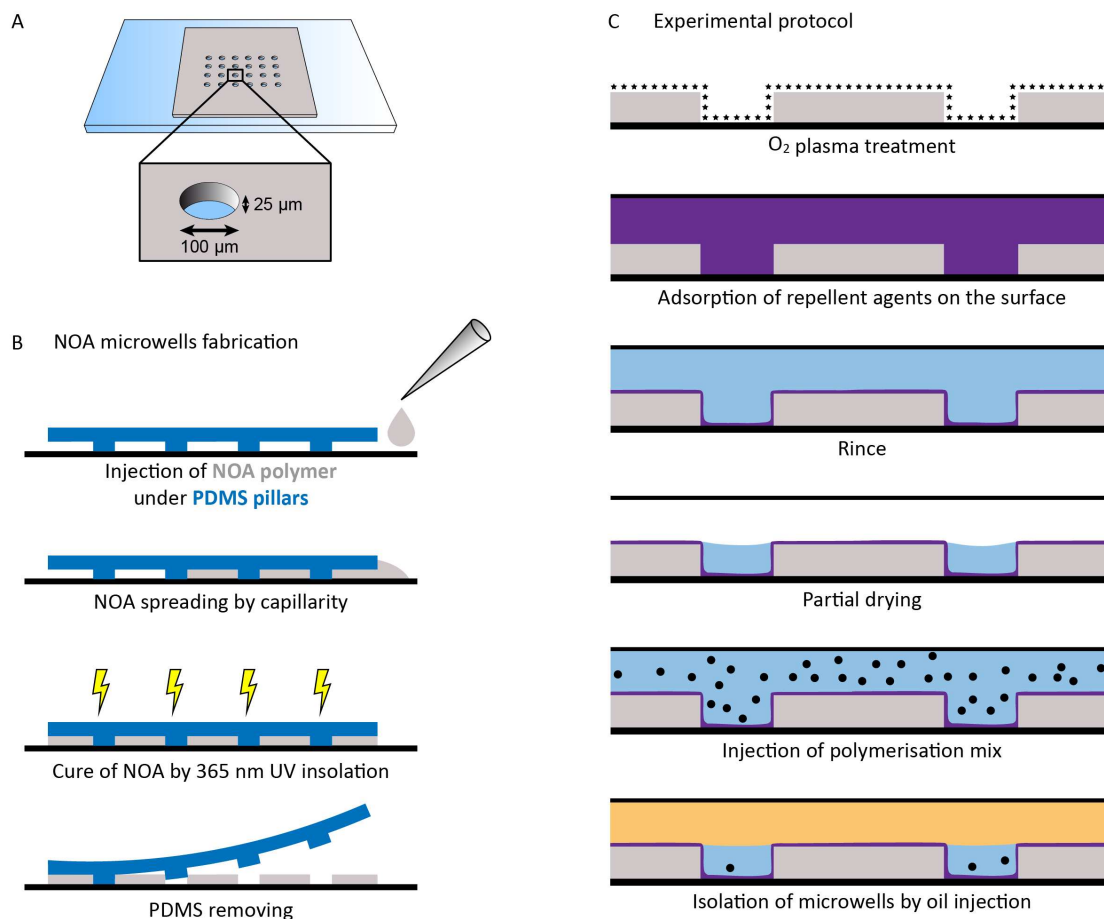 A
25 µm
100 µm
B NOA microwells fabrication
Injection of NOA polymer
under PDMS pillars
NOA spreading by capillarity
Cure of NOA by 365 nm UV insolation
PDMS removing
C Experimental protocol
O₂ plasma treatment
Adsorption of repellent agents on the surface
Rince
Partial drying
Injection of polymerisation mix
Isolation of microwells by oil injection